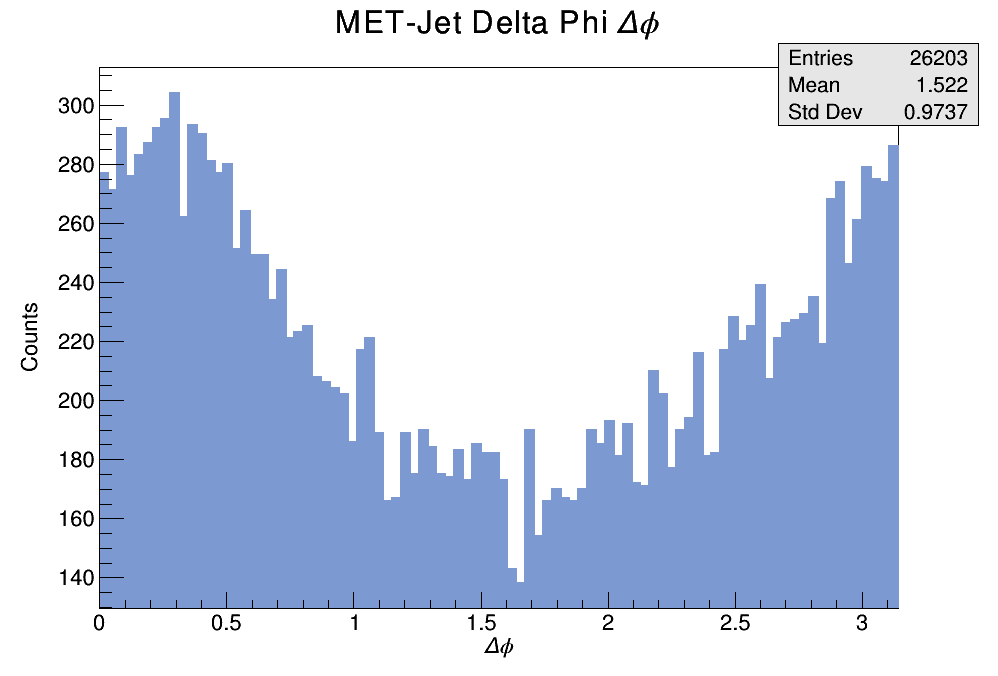 MET-Jet Delta Phi Δϕ
Entries 26203
Mean 1.522
Std Dev 0.9737
300
280
260
240
220
200
180
160
140
Counts
0 0.5 1 1.5 2 2.5 3
Δϕ